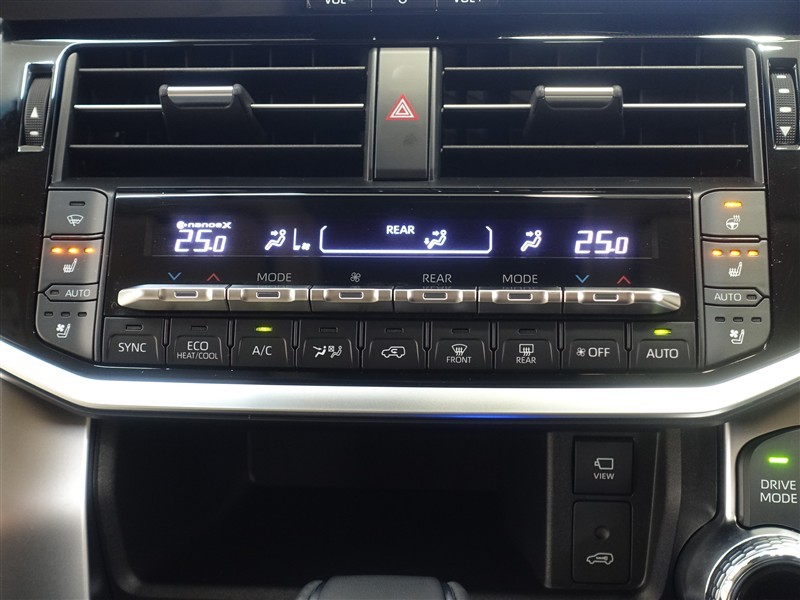 VOL− VOL+
nanoeX
25.0 REAR 25.0
MODE REAR MODE
AUTO AUTO
SYNC ECO HEAT/COOL A/C FRONT REAR OFF AUTO
VIEW
DRIVE
MODE